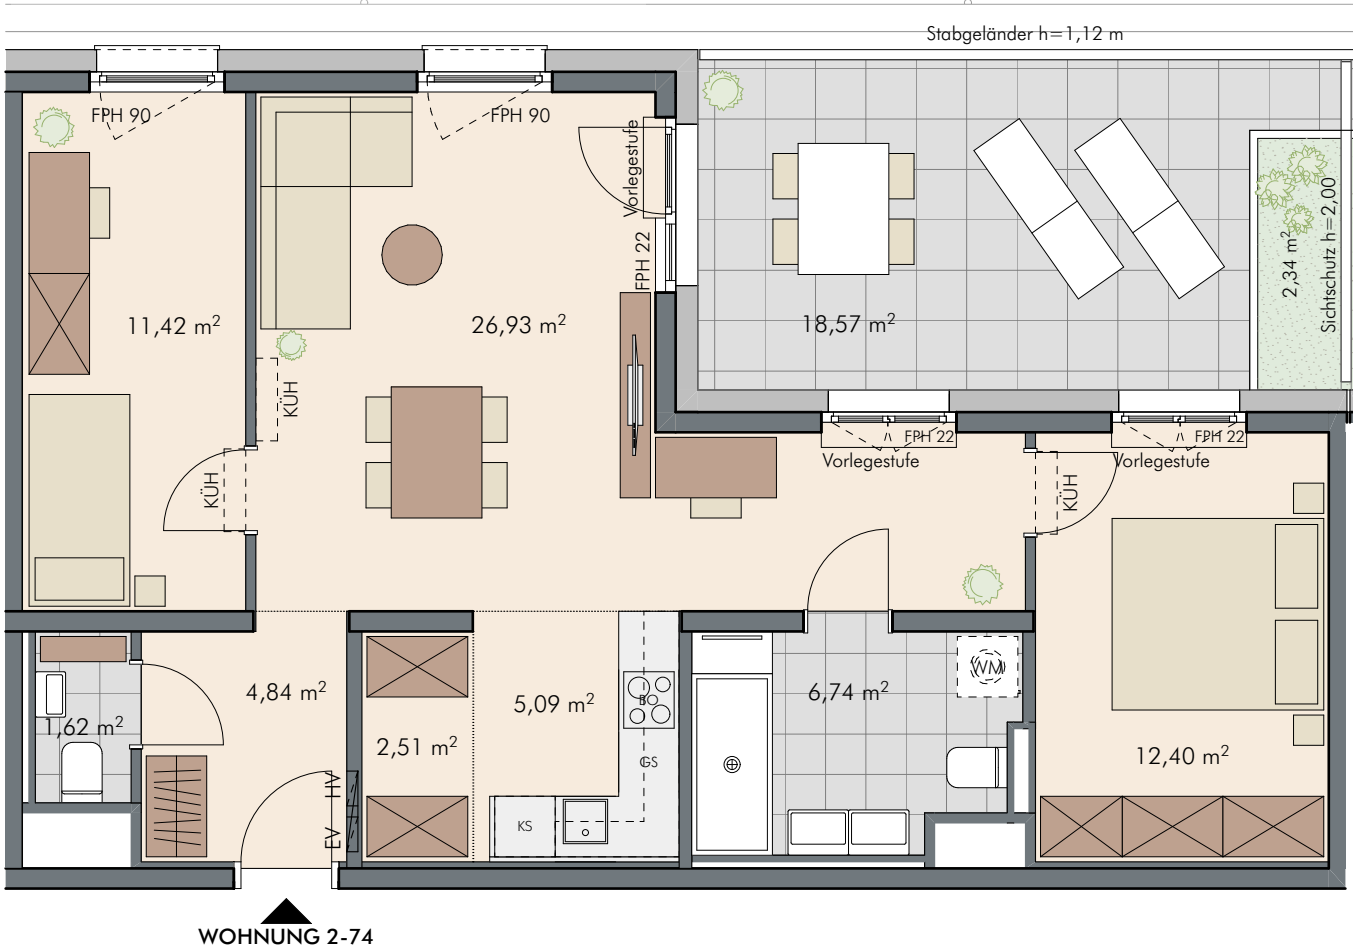 Stabgeländer h=1,12 m
FPH 90
FPH 90
Vorlegestufe
FPH 22
2,34 m²
Sichtschutz h=2,00
11,42 m²
26,93 m²
18,57 m²
KÜH
KÜH
FPH 22
Vorlegestufe
FPH 22
Vorlegestufe
KÜH
4,84 m²
1,62 m²
2,51 m²
5,09 m²
BO
GS
KS
EV HV
6,74 m²
WM
12,40 m²
WOHNUNG 2-74